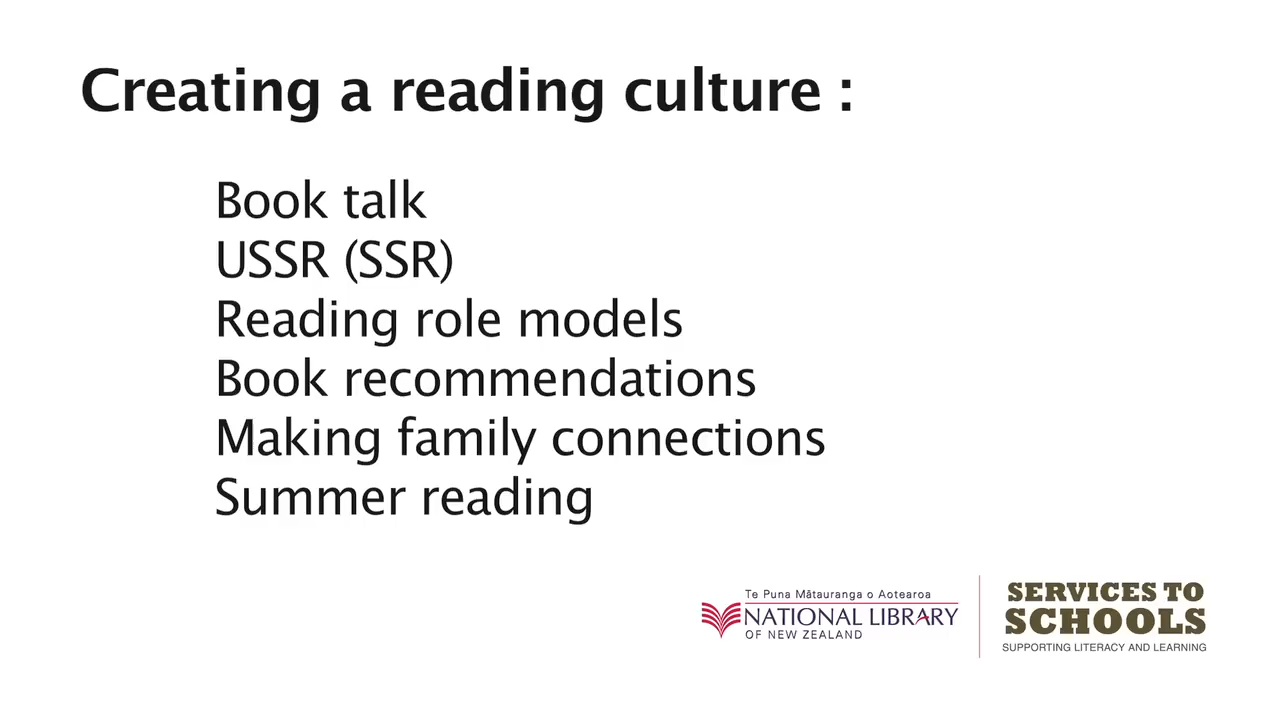 Creating a reading culture :
Book talk
USSR (SSR)
Reading role models
Book recommendations
Making family connections
Summer reading
Te Puna Mātauranga o Aotearoa
NATIONAL LIBRARY
OF NEW ZEALAND
SERVICES TO
SCHOOLS
SUPPORTING LITERACY AND LEARNING